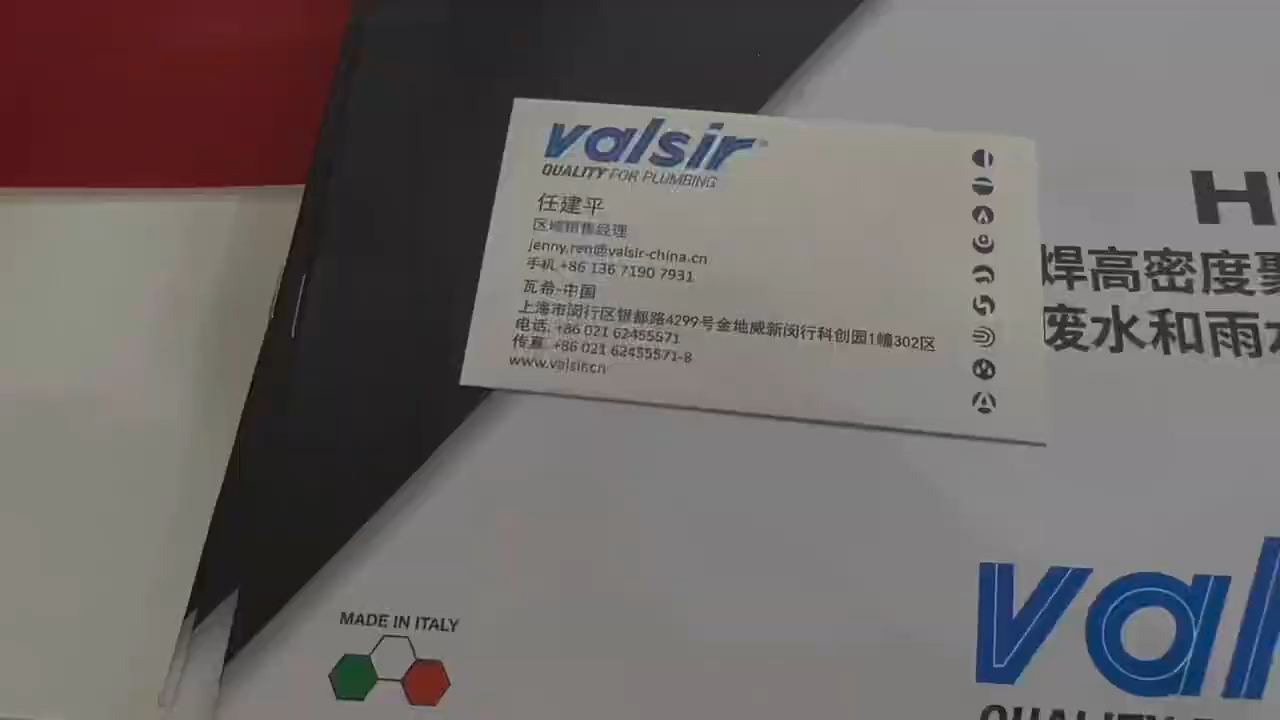 valsir®
QUALITY FOR PLUMBING
任建平
区域销售经理
jenny.ren@valsir-china.cn
手机 +86 136 7190 7931
瓦希-中国
上海市闵行区银都路4299号金地威新闵行科创园1幢302区
电话. +86 021 62455571
传真. +86 021 62455571-8
www.valsir.cn
焊高密度聚
废水和雨水
MADE IN ITALY
val
QUALITY